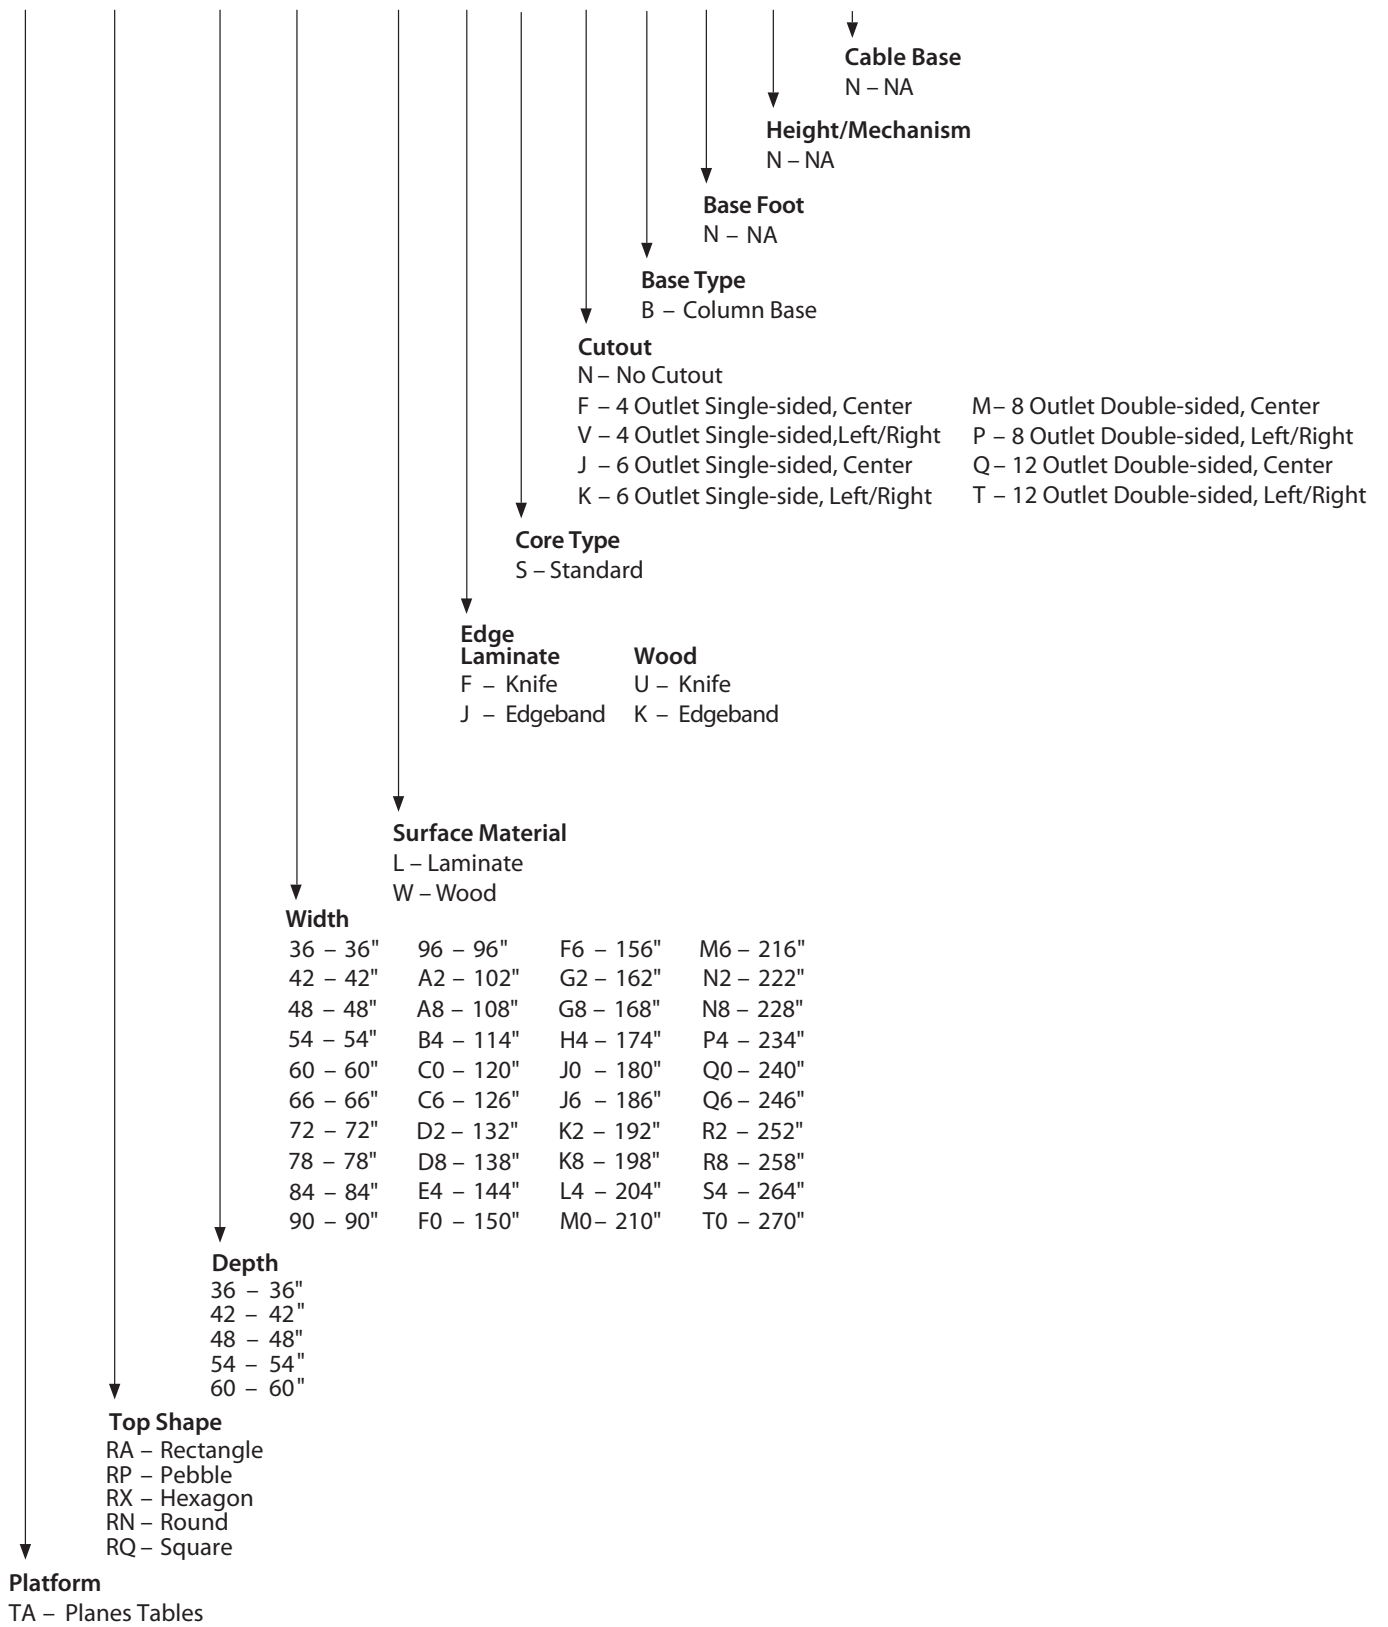 Cable Base
N – NA
Height/Mechanism
N – NA
Base Foot
N – NA
Base Type
B – Column Base
Cutout
N – No Cutout
F – 4 Outlet Single-sided, Center M– 8 Outlet Double-sided, Center
V – 4 Outlet Single-sided,Left/Right P – 8 Outlet Double-sided, Left/Right
J – 6 Outlet Single-sided, Center Q – 12 Outlet Double-sided, Center
K – 6 Outlet Single-side, Left/Right T – 12 Outlet Double-sided, Left/Right
Core Type
S – Standard
Edge
Laminate Wood
F – Knife U – Knife
J – Edgeband K – Edgeband
Surface Material
L – Laminate
W – Wood
Width
36 – 36" 96 – 96" F6 – 156" M6 – 216"
42 – 42" A2 – 102" G2 – 162" N2 – 222"
48 – 48" A8 – 108" G8 – 168" N8 – 228"
54 – 54" B4 – 114" H4 – 174" P4 – 234"
60 – 60" C0 – 120" J0 – 180" Q0 – 240"
66 – 66" C6 – 126" J6 – 186" Q6 – 246"
72 – 72" D2 – 132" K2 – 192" R2 – 252"
78 – 78" D8 – 138" K8 – 198" R8 – 258"
84 – 84" E4 – 144" L4 – 204" S4 – 264"
90 – 90" F0 – 150" M0 – 210" T0 – 270"
Depth
36 – 36"
42 – 42"
48 – 48"
54 – 54"
60 – 60"
Top Shape
RA – Rectangle
RP – Pebble
RX – Hexagon
RN – Round
RQ – Square
Platform
TA – Planes Tables